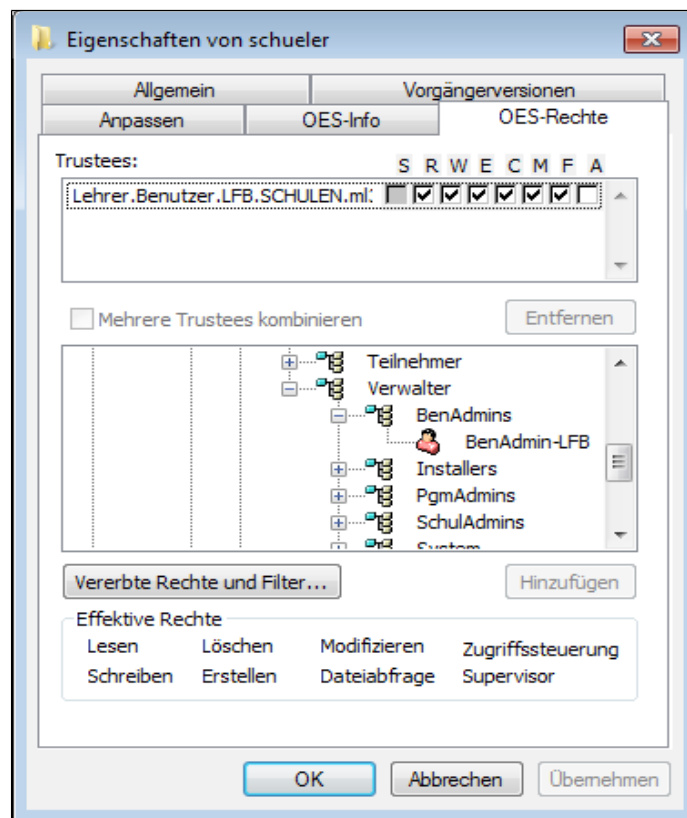 Eigenschaften von schueler
Allgemein Vorgängerversionen
Anpassen OES-Info OES-Rechte
Trustees: S R W E C M F A
Lehrer.Benutzer.LFB.SCHULEN.ml
Mehrere Trustees kombinieren Entfernen
Teilnehmer
Verwalter
BenAdmins
BenAdmin-LFB
Installers
PgmAdmins
SchulAdmins
System
Vererbte Rechte und Filter... Hinzufügen
Effektive Rechte
Lesen Löschen Modifizieren Zugriffssteuerung
Schreiben Erstellen Dateiabfrage Supervisor
OK Abbrechen Übernehmen